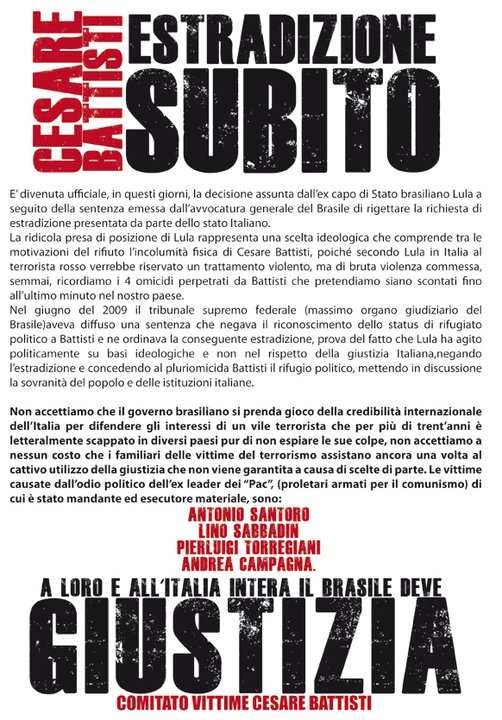 CESARE
BATTISTI
ESTRADIZIONE
SUBITO
E' divenuta ufficiale, in questi giorni, la decisione assunta dall'ex capo di Stato brasiliano Lula a
seguito della sentenza emessa dall'avvocatura generale del Brasile di rigettare la richiesta di
estradizione presentata da parte dello stato Italiano.
La ridicola presa di posizione di Lula rappresenta una scelta ideologica che comprende tra le
motivazioni del rifiuto l'incolumità fisica di Cesare Battisti, poiché secondo Lula in Italia al
terrorista rosso verrebbe riservato un trattamento violento, ma di bruta violenza commessa,
semmai, ricordiamo i 4 omicidi perpetrati da Battisti che pretendiamo siano scontati fino
all'ultimo minuto nel nostro paese.
Nel giugno del 2009 il tribunale supremo federale (massimo organo giudiziario del
Brasile)aveva diffuso una sentenza che negava il riconoscimento dello status di rifugiato
politico a Battisti e ne ordinava la conseguente estradizione, prova del fatto che Lula ha agito
politicamente su basi ideologiche e non nel rispetto della giustizia Italiana,negando
l'estradizione e concedendo al pluriomicida Battisti il rifugio politico, mettendo in discussione
la sovranità del popolo e delle istituzioni italiane.
Non accettiamo che il governo brasiliano si prenda gioco della credibilità internazionale
dell'Italia per difendere gli interessi di un vile terrorista che per più di trent'anni è
letteralmente scappato in diversi paesi pur di non espiare le sue colpe, non accettiamo a
nessun costo che i familiari delle vittime del terrorismo assistano ancora una volta al
cattivo utilizzo della giustizia che non viene garantita a causa di scelte di parte. Le vittime
causate dall'odio politico dell'ex leader dei "Pac", (proletari armati per il comunismo) di
cui è stato mandante ed esecutore materiale, sono:
ANTONIO SANTORO
LINO SABBADIN
PIERLUIGI TORREGIANI
ANDREA CAMPAGNA.
A LORO E ALL'ITALIA INTERA IL BRASILE DEVE
GIUSTIZIA
COMITATO VITTIME CESARE BATTISTI